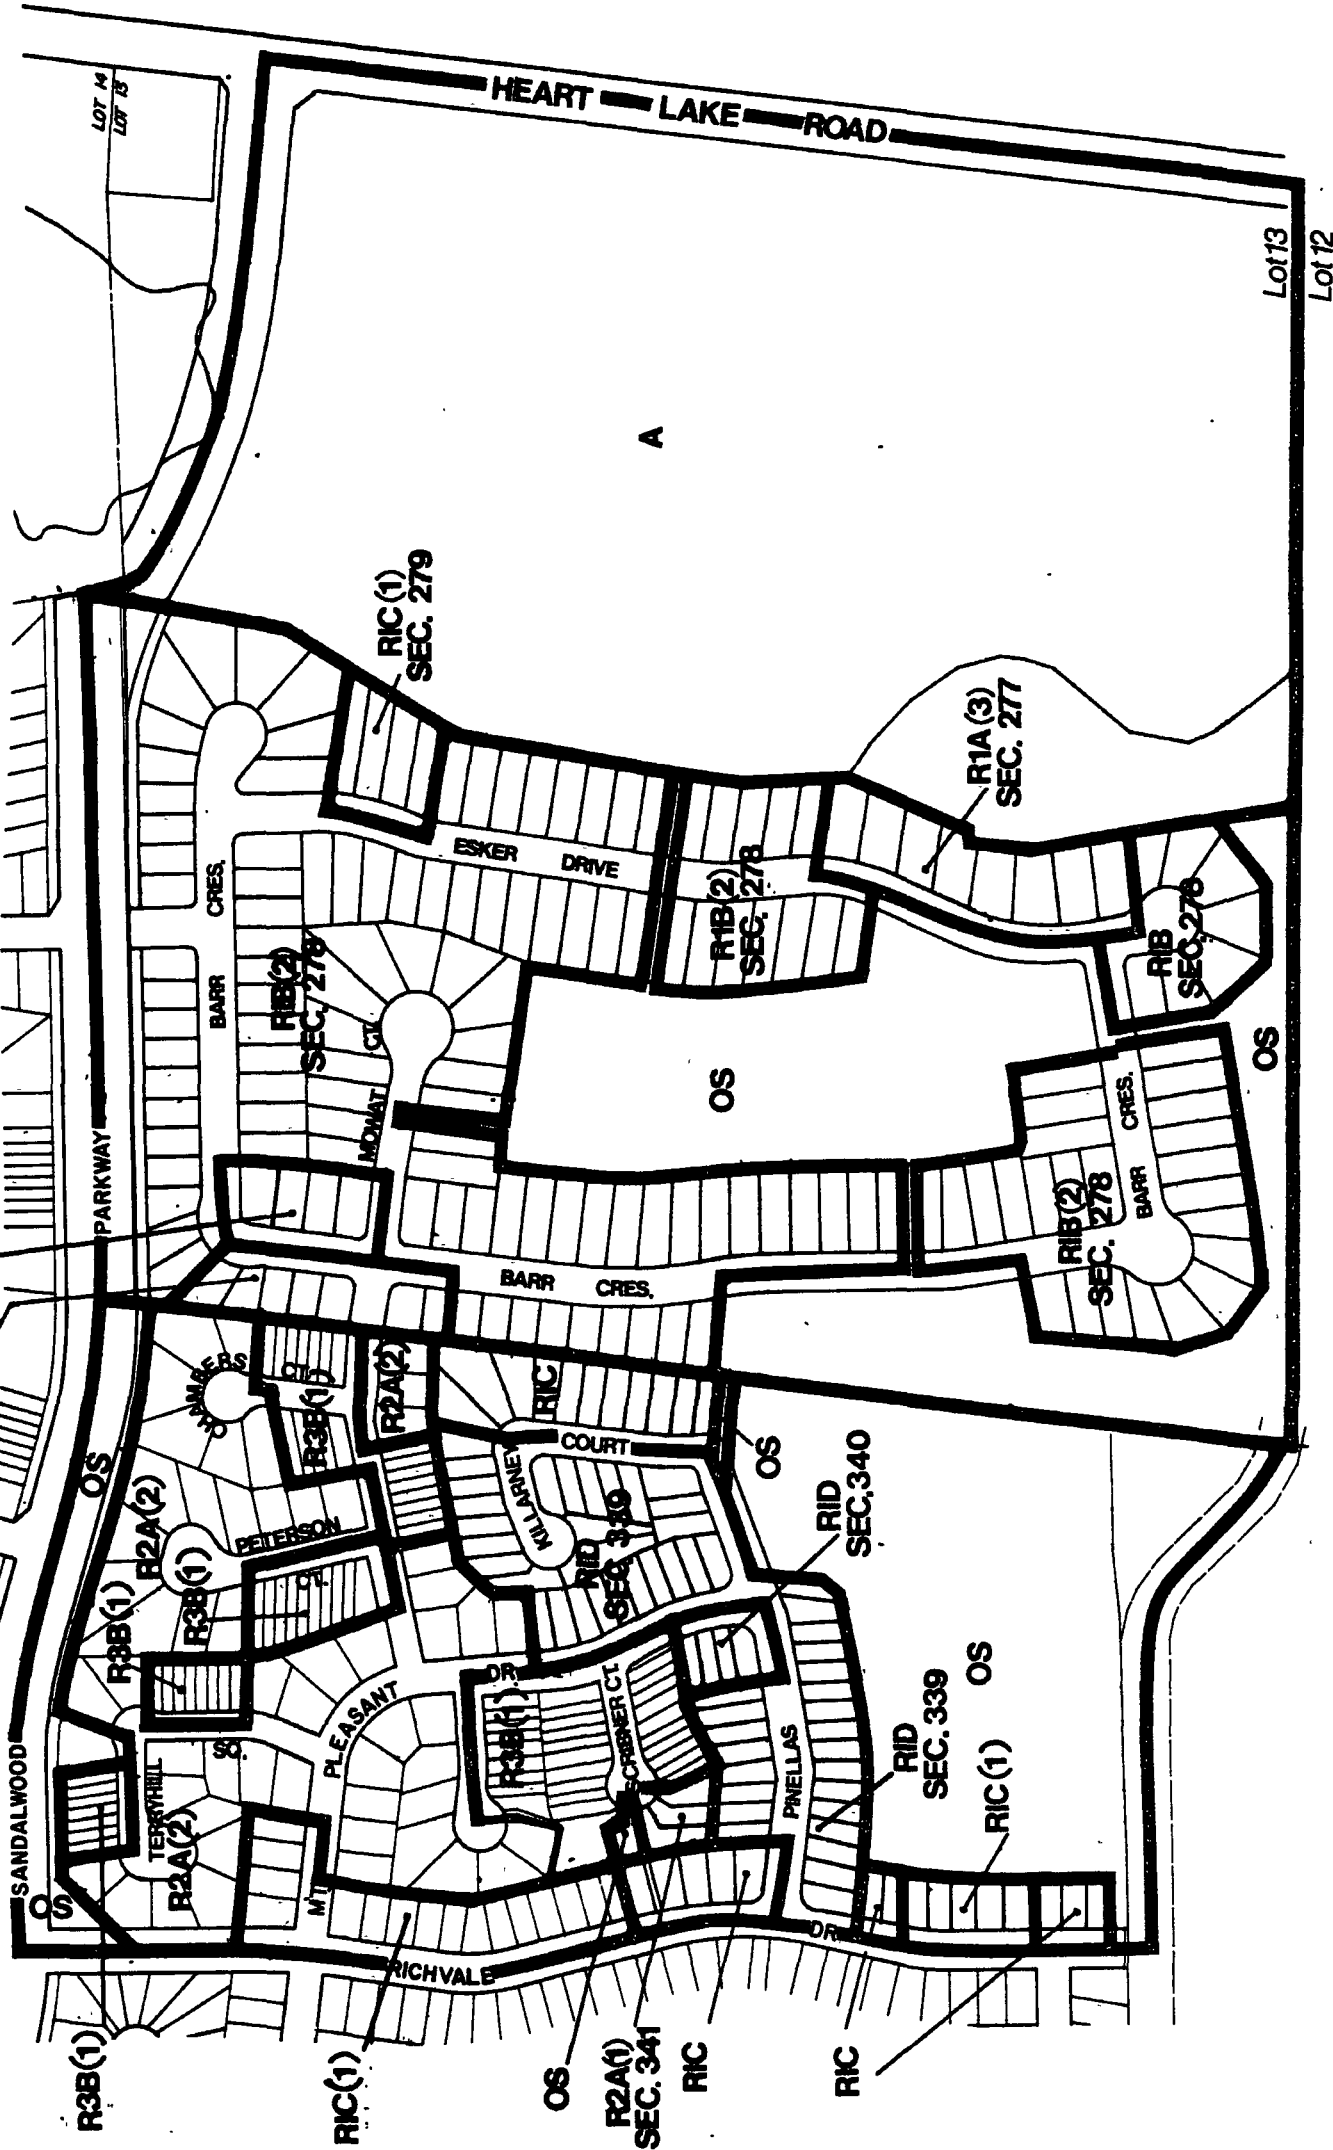 LOT 14
LOT 13
HEART LAKE ROAD
Lot 13
Lot 12
A
RIC(1)
SEC. 279
R1A(3)
SEC. 277
ESKER DRIVE
R1B(2)
SEC. 278
RIB
SEC. 278
OS
BARR CRES.
RIB(2)
SEC. 278
MOWAT CT.
OS
PARKWAY
BARR CRES.
BARR CRES.
RIB(2)
SEC. 278
CHAMBERS
CT.
R3B(1)
R2A(2)
RIC
COURT
KILLARNEY
OS
OS
R2A(2)
PETERSON
CT.
R3B(1)
R3B(1)
RID
SEC. 339
RID
SEC. 340
SANDALWOOD
TERRYHILL
SQ.
PLEASANT
DR.
R3B(1)
SCRIBNER CT.
PINELLAS
RID
SEC. 339
OS
RIC(1)
OS
R2A(2)
MT.
RICHVALE
DR.
R3B(1)
RIC(1)
OS
R2A(1)
SEC. 341
RIC
RIC